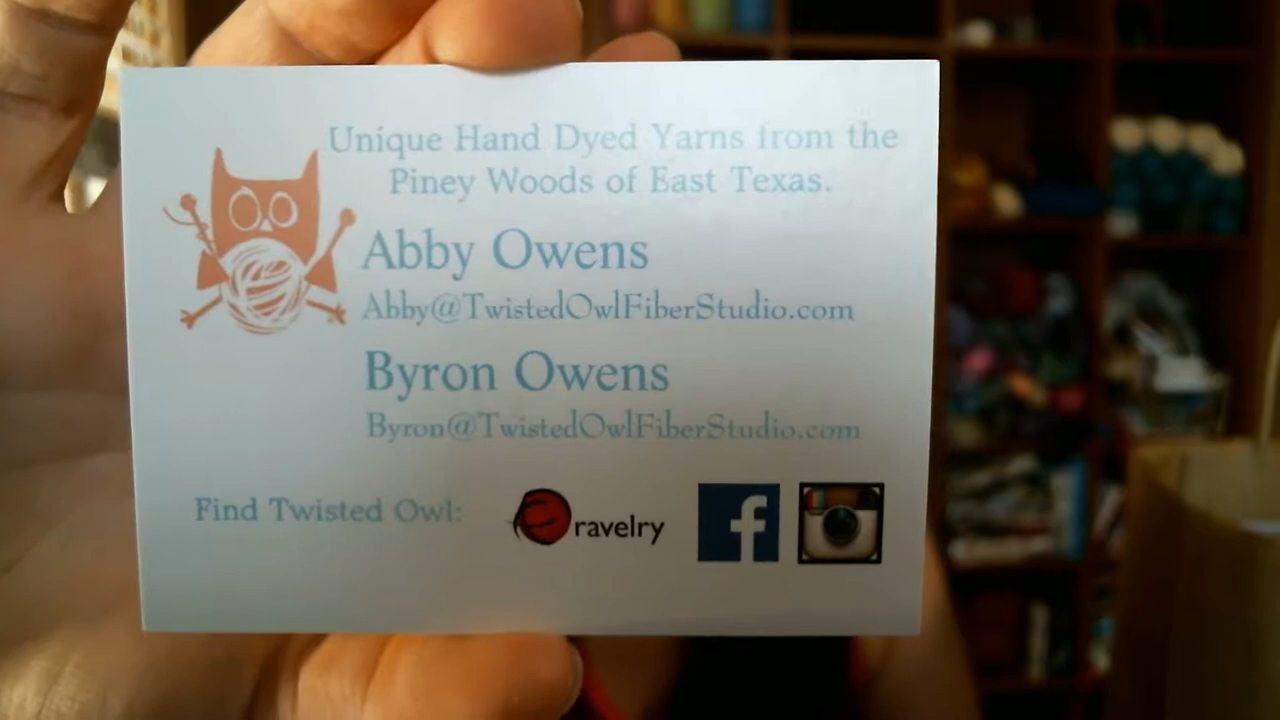 Unique Hand Dyed Yarns from the
Piney Woods of East Texas.
Abby Owens
Abby@TwistedOwlFiberStudio.com
Byron Owens
Byron@TwistedOwlFiberStudio.com
Find Twisted Owl: ravelry f